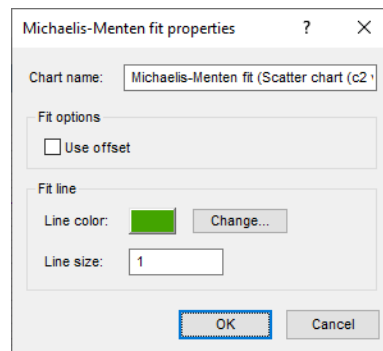 Michaelis-Menten fit properties ? ×
Chart name: Michaelis-Menten fit (Scatter chart (c2
Fit options
Use offset
Fit line
Line color: Change...
Line size: 1
OK Cancel